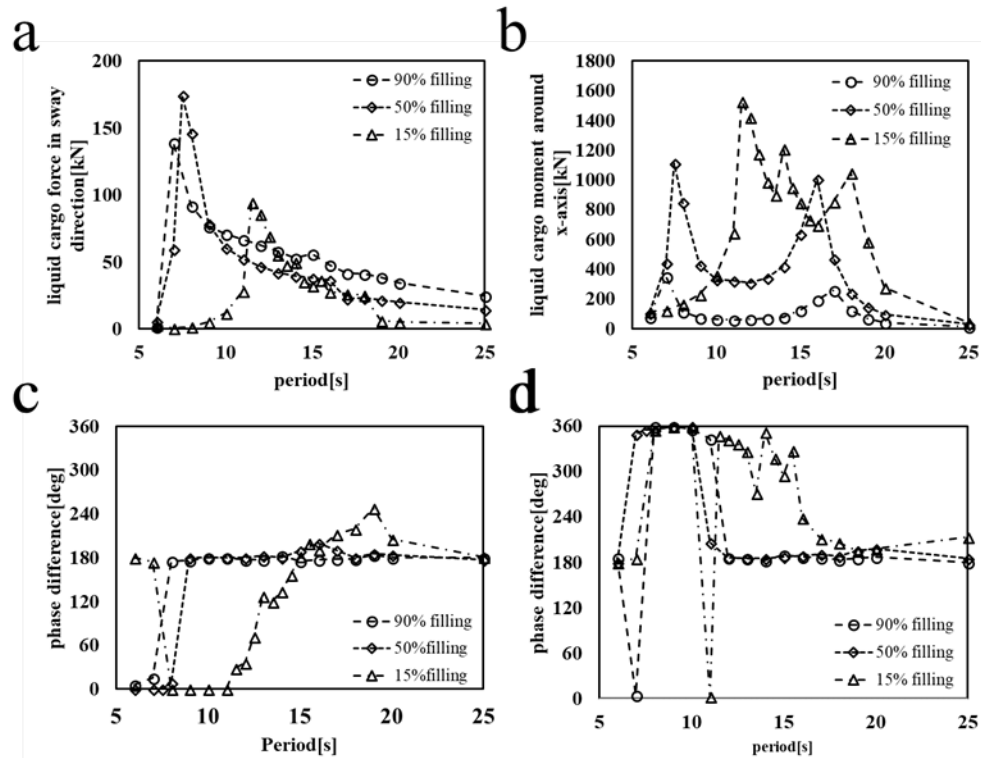 a
liquid cargo force in sway
direction[kN]
200
150
100
50
0
5
10
15
20
25
period[s]
90% filling
50% filling
15% filling
b
liquid cargo moment around
x-axis[kN]
1800
1600
1400
1200
1000
800
600
400
200
0
5
10
15
20
25
period[s]
90% filling
50% filling
15% filling
c
phase difference[deg]
360
300
240
180
120
60
0
5
10
15
20
25
Period[s]
90% filling
50%filling
15%filling
d
phase difference[deg]
360
300
240
180
120
60
0
5
10
15
20
25
period[s]
90% filling
50% filling
15% filling